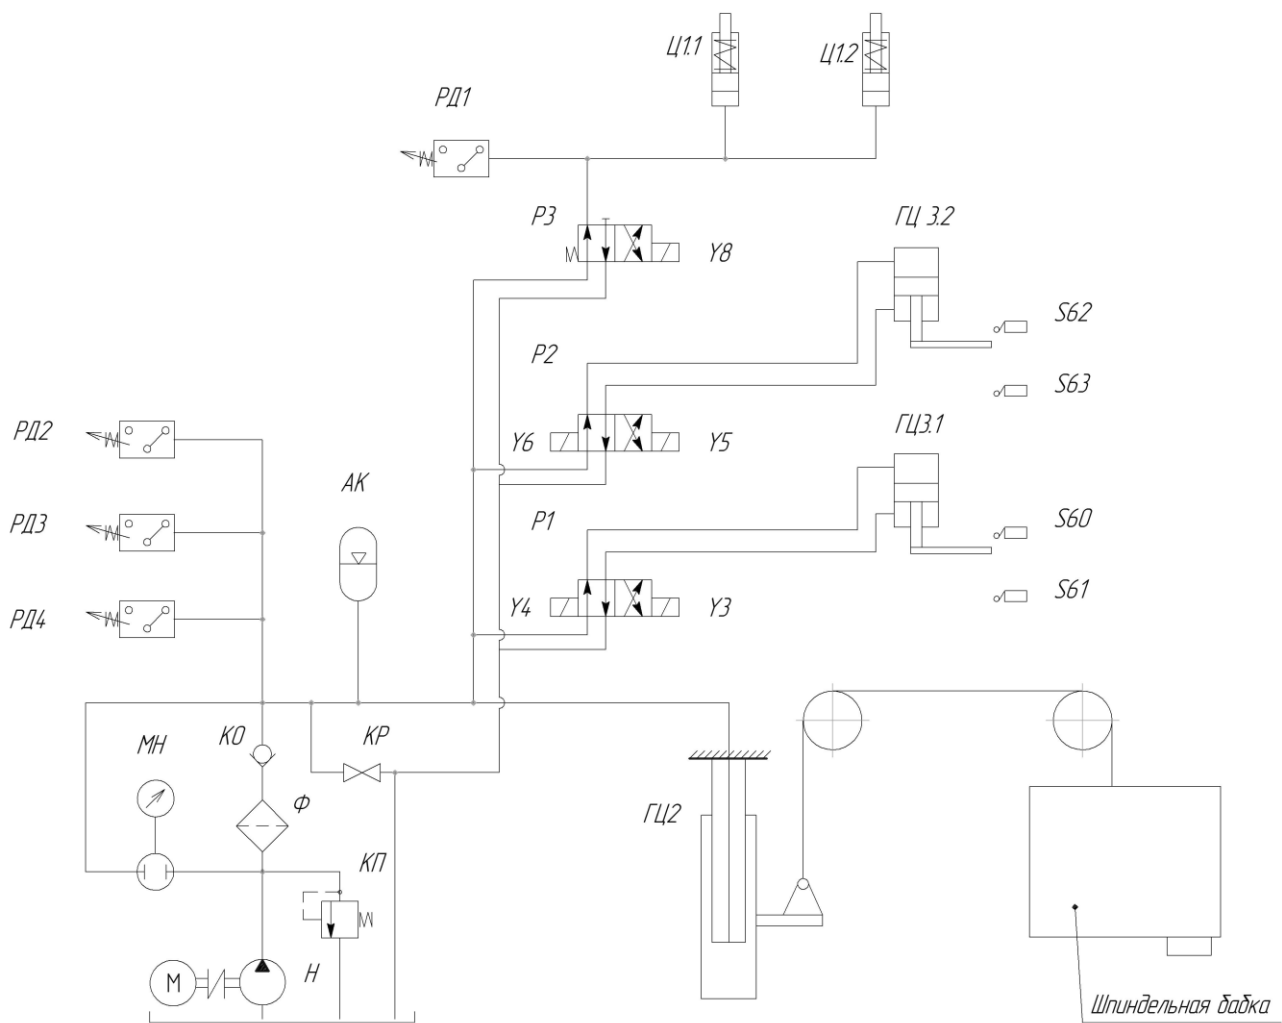 Ц1.1
Ц1.2
РД1
Р3
Y8
ГЦ 3.2
S62
Р2
S63
Y6
Y5
ГЦ3.1
РД2
АК
Р1
S60
РД3
Y4
Y3
S61
РД4
МН
КО
КР
Ф
ГЦ2
КП
М
Н
Шпиндельная бабка